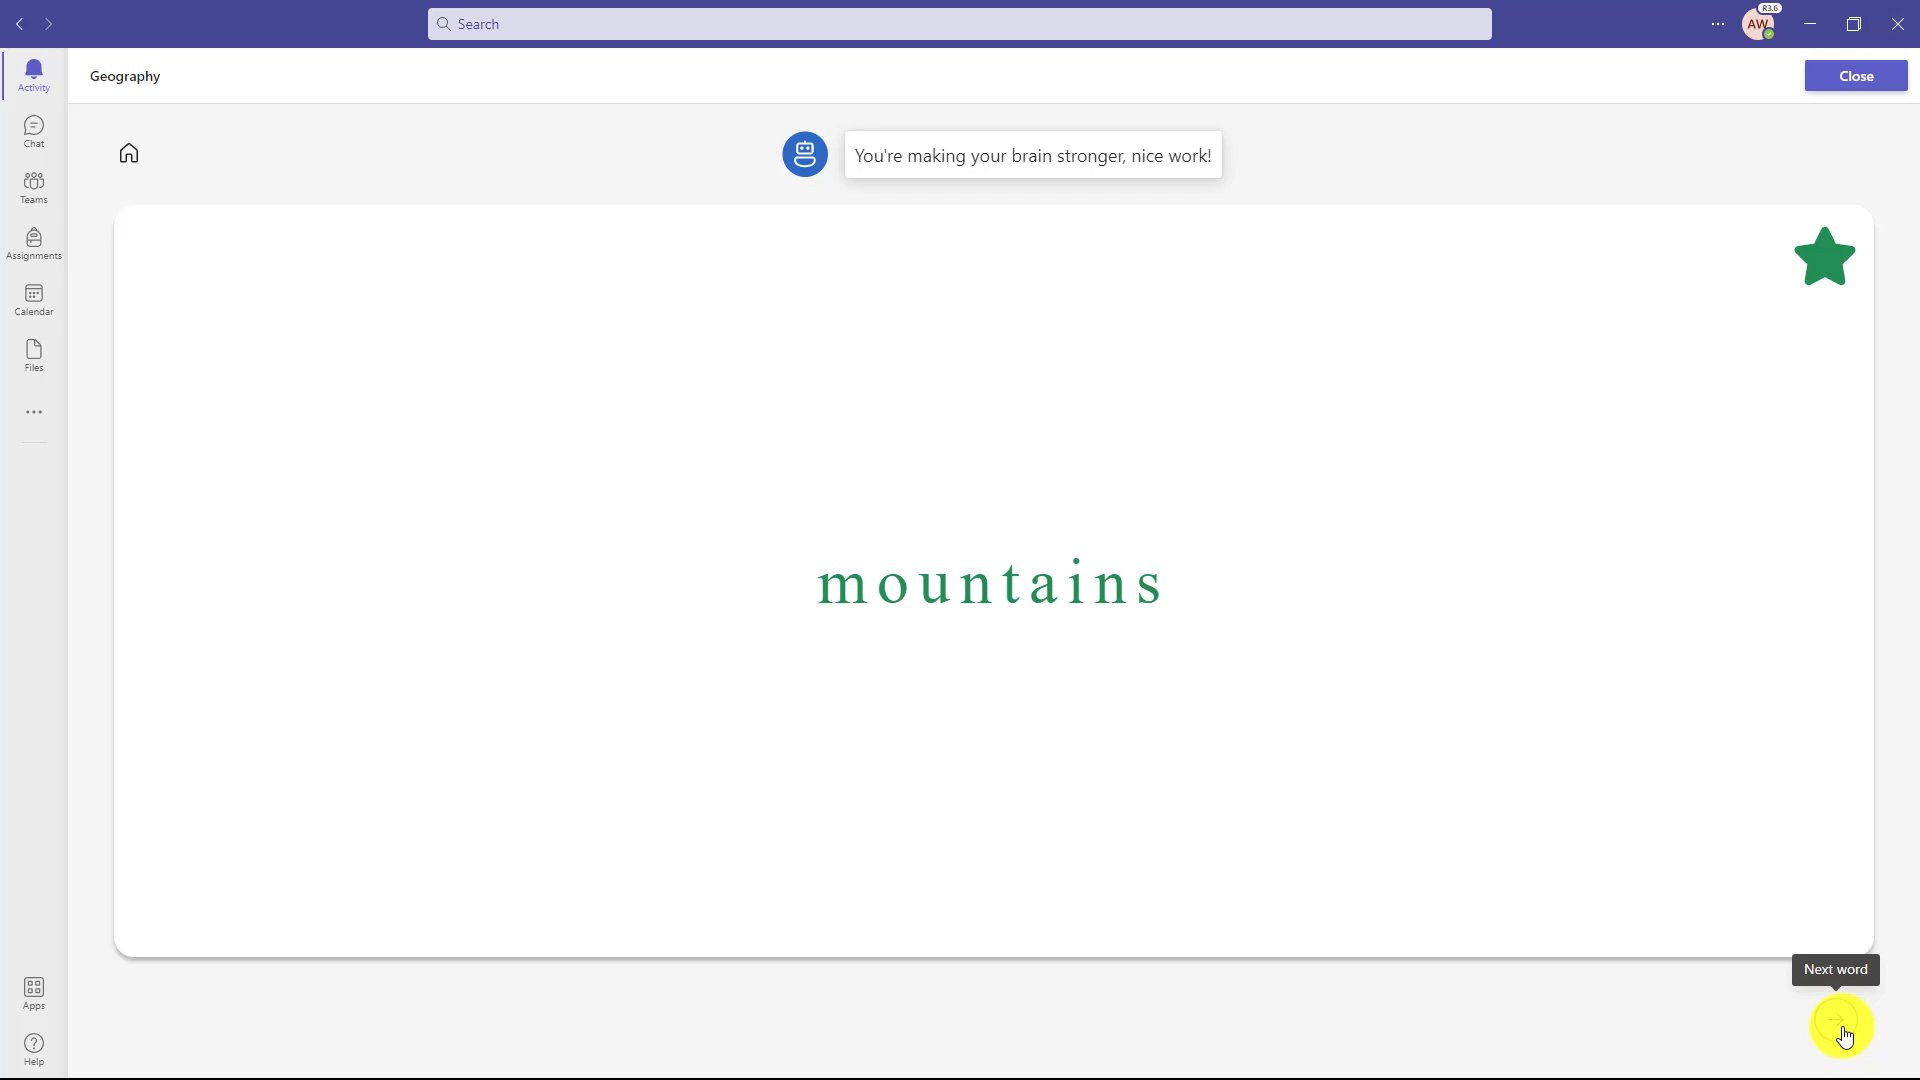 Search
R3.6
AW
Activity
Geography
Close
Chat
You're making your brain stronger, nice work!
Teams
Assignments
Calendar
Files
mountains
Next word
Apps
Help